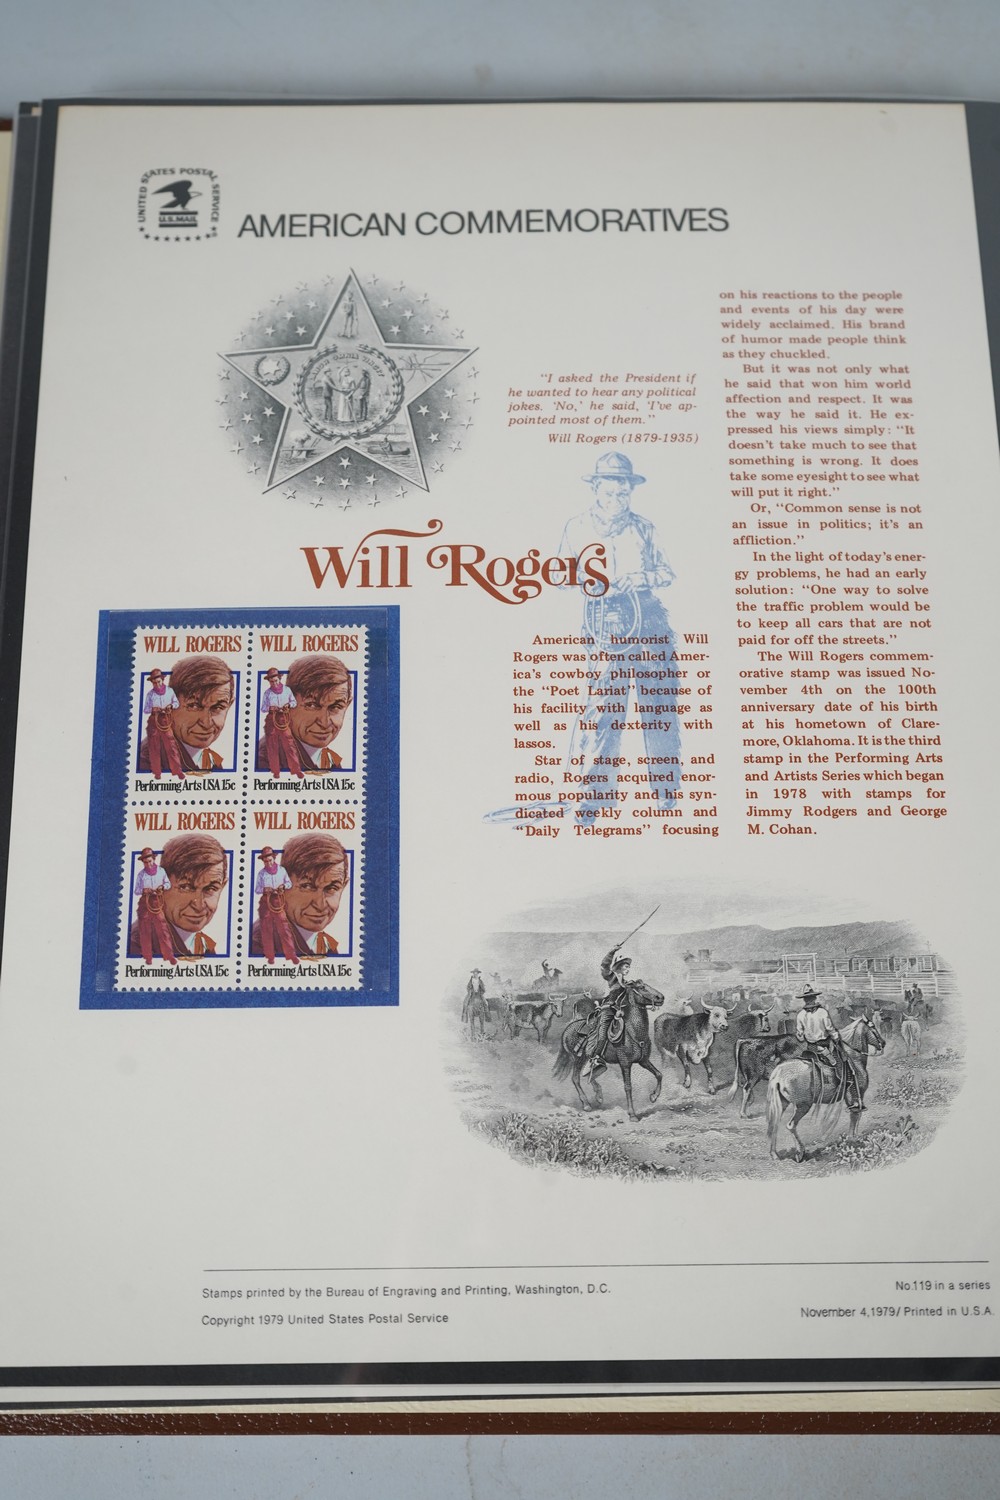 UNITED STATES POSTAL SERVICE
U.S.MAIL
AMERICAN COMMEMORATIVES
"I asked the President if
he wanted to hear any political
jokes. 'No,' he said, 'I've ap-
pointed most of them."
Will Rogers (1879-1935)
Will Rogers
WILL ROGERS
Performing Arts USA 15c
WILL ROGERS
Performing Arts USA 15c
WILL ROGERS
Performing Arts USA 15c
WILL ROGERS
Performing Arts USA 15c
American humorist Will
Rogers was often called Amer-
ica's cowboy philosopher or
the "Poet Lariat" because of
his facility with language as
well as his dexterity with
lassos.
Star of stage, screen, and
radio, Rogers acquired enor-
mous popularity and his syn-
dicated weekly column and
"Daily Telegrams" focusing
on his reactions to the people
and events of his day were
widely acclaimed. His brand
of humor made people think
as they chuckled.
But it was not only what
he said that won him world
affection and respect. It was
the way he said it. He ex-
pressed his views simply: "It
doesn't take much to see that
something is wrong. It does
take some eyesight to see what
will put it right."
Or, "Common sense is not
an issue in politics; it's an
affliction."
In the light of today's ener-
gy problems, he had an early
solution: "One way to solve
the traffic problem would be
to keep all cars that are not
paid for off the streets."
The Will Rogers commem-
orative stamp was issued No-
vember 4th on the 100th
anniversary date of his birth
at his hometown of Clare-
more, Oklahoma. It is the third
stamp in the Performing Arts
and Artists Series which began
in 1978 with stamps for
Jimmy Rodgers and George
M. Cohan.
Stamps printed by the Bureau of Engraving and Printing, Washington, D.C.
Copyright 1979 United States Postal Service
No.119 in a series
November 4,1979/ Printed in U.S.A.